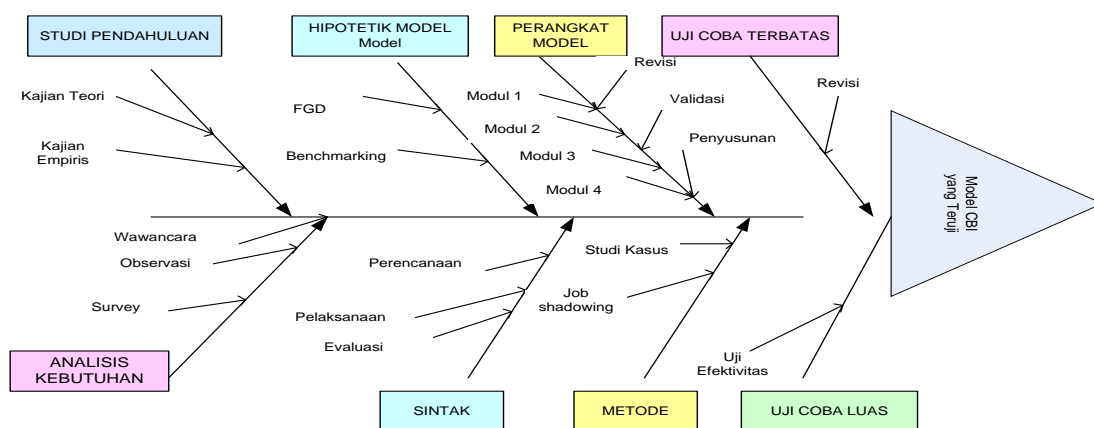 STUDI PENDAHULUAN
HIPOTETIK MODEL
Model
PERANGKAT
MODEL
UJI COBA TERBATAS
Revisi
Kajian Teori
Modul 1
Validasi
Revisi
FGD
Modul 2
Penyusunan
Kajian
Empiris
Benchmarking
Modul 3
Modul 4
Model CBI
yang Teruji
Wawancara
Observasi
Perencanaan
Studi Kasus
Survey
Pelaksanaan
Job
shadowing
Evaluasi
Uji
Efektivitas
ANALISIS
KEBUTUHAN
SINTAK
METODE
UJI COBA LUAS